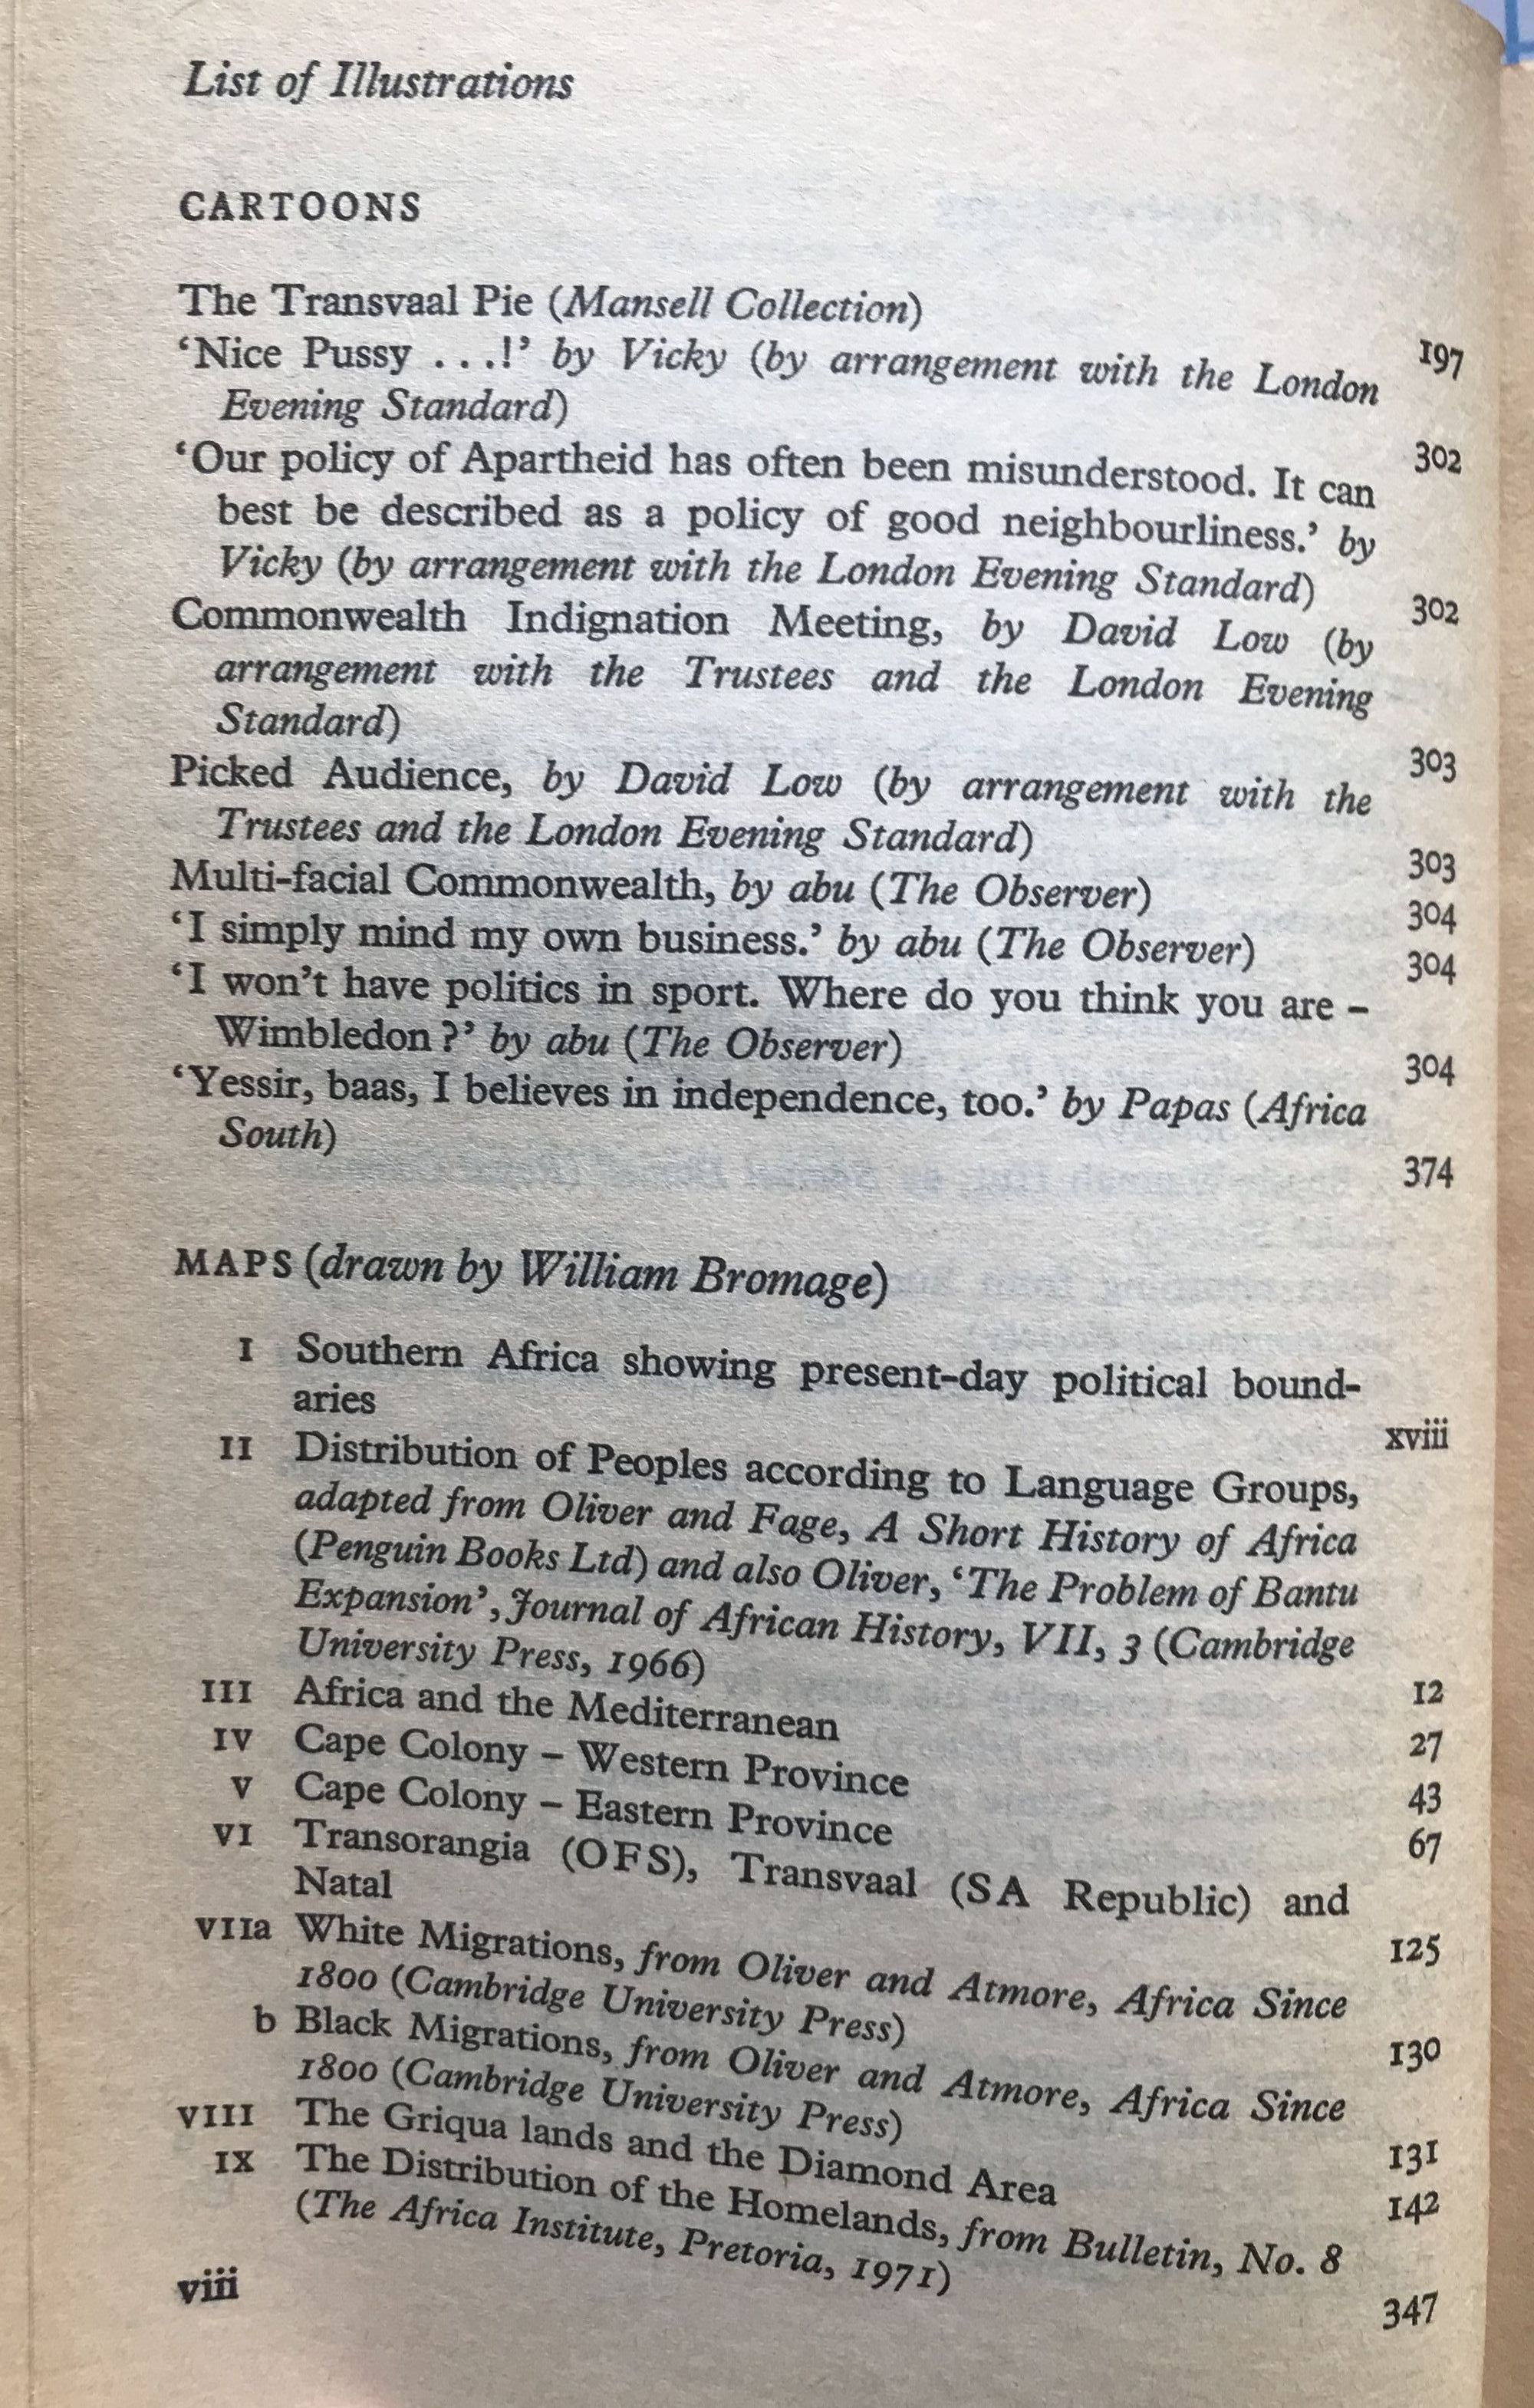 List of Illustrations
CARTOONS
The Transvaal Pie (Mansell Collection) 197
‘Nice Pussy . . .!’ by Vicky (by arrangement with the London
Evening Standard) 302
‘Our policy of Apartheid has often been misunderstood. It can
best be described as a policy of good neighbourliness.’ by
Vicky (by arrangement with the London Evening Standard) 302
Commonwealth Indignation Meeting, by David Low (by
arrangement with the Trustees and the London Evening
Standard) 303
Picked Audience, by David Low (by arrangement with the
Trustees and the London Evening Standard) 303
Multi-facial Commonwealth, by abu (The Observer) 304
‘I simply mind my own business.’ by abu (The Observer) 304
‘I won’t have politics in sport. Where do you think you are –
Wimbledon?’ by abu (The Observer) 304
‘Yessir, baas, I believes in independence, too.’ by Papas (Africa
South) 374
MAPS (drawn by William Bromage)
I Southern Africa showing present-day political bound-
aries xviii
II Distribution of Peoples according to Language Groups,
adapted from Oliver and Fage, A Short History of Africa
(Penguin Books Ltd) and also Oliver, ‘The Problem of Bantu
Expansion’, Journal of African History, VII, 3 (Cambridge
University Press, 1966) 12
III Africa and the Mediterranean 27
IV Cape Colony – Western Province 43
V Cape Colony – Eastern Province 67
VI Transorangia (OFS), Transvaal (SA Republic) and
Natal 125
VIIa White Migrations, from Oliver and Atmore, Africa Since
1800 (Cambridge University Press) 130
b Black Migrations, from Oliver and Atmore, Africa Since
1800 (Cambridge University Press) 131
VIII The Griqua lands and the Diamond Area 142
IX The Distribution of the Homelands, from Bulletin, No. 8
(The Africa Institute, Pretoria, 1971) 347
viii